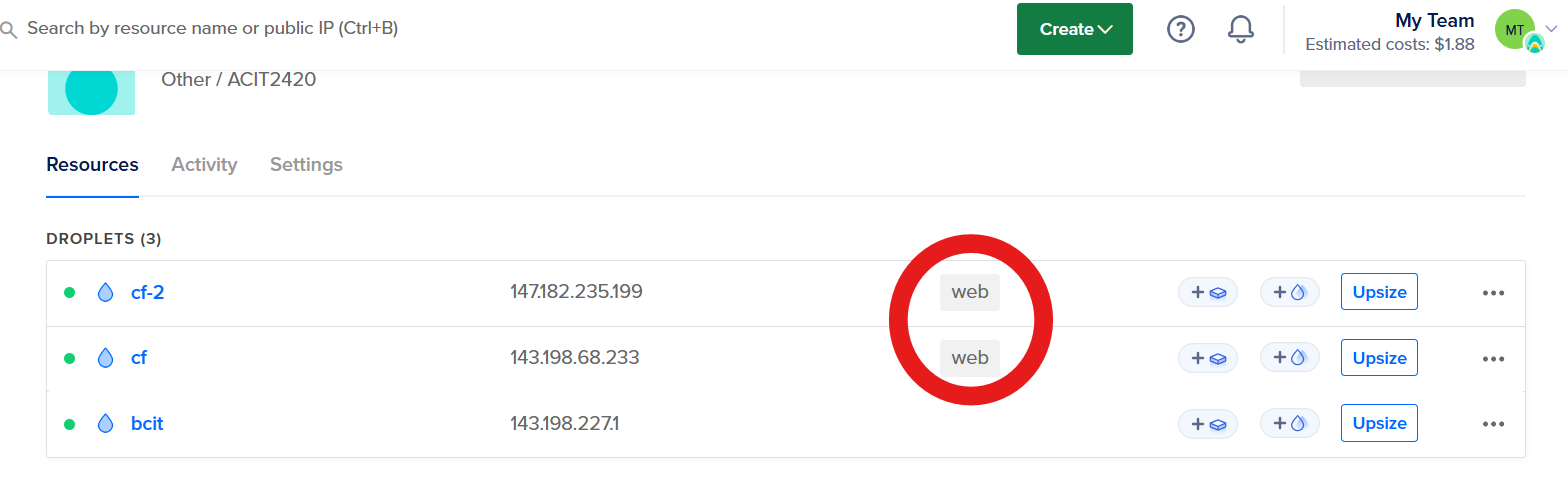 Search by resource name or public IP (Ctrl+B)
Create
My Team
Estimated costs: $1.88
MT
Other / ACIT2420
Resources Activity Settings
DROPLETS (3)
cf-2 147.182.235.199 web Upsize
cf 143.198.68.233 web Upsize
bcit 143.198.227.1 Upsize